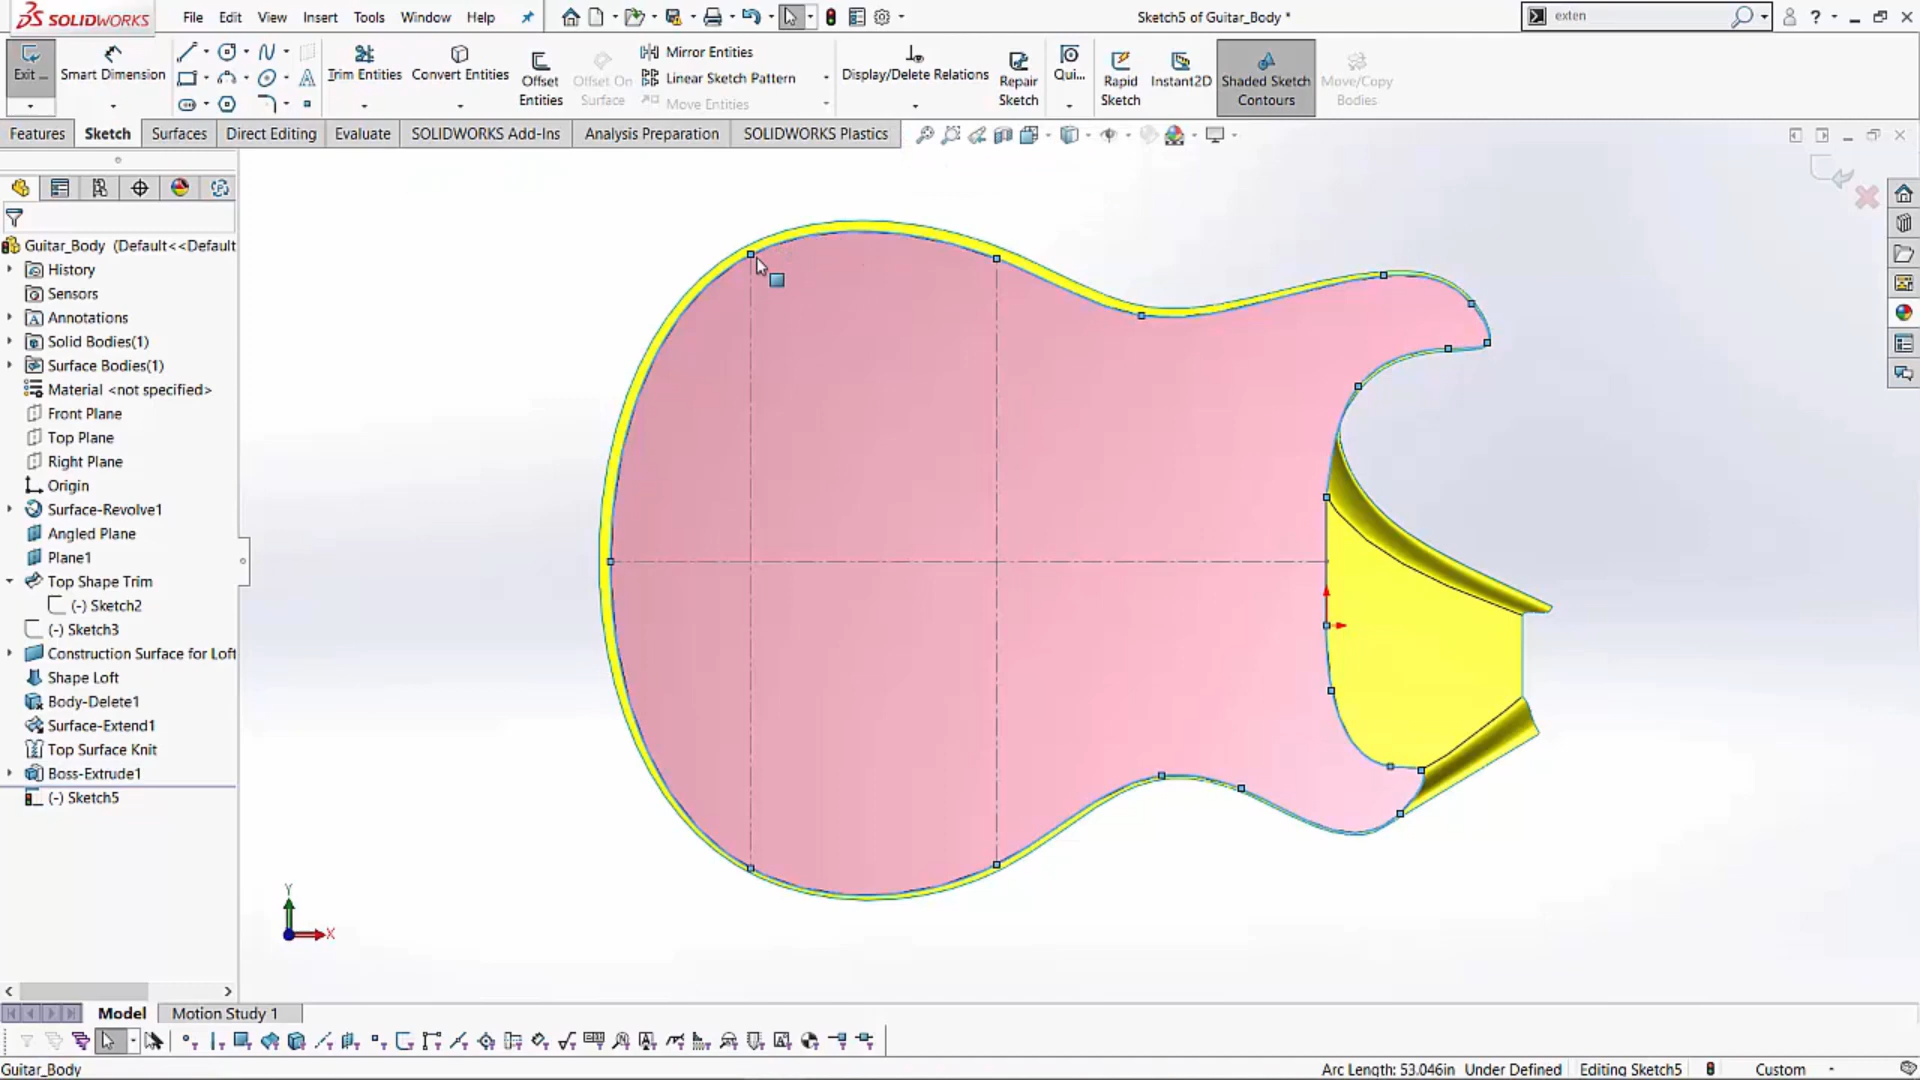 SOLIDWORKS
File Edit View Insert Tools Window Help
Sketch5 of Guitar_Body *
exten
Exit ...
Smart Dimension
Trim Entities
Convert Entities
Offset Entities
Offset On Surface
Mirror Entities
Linear Sketch Pattern
Move Entities
Display/Delete Relations
Repair Sketch
Qui...
Rapid Sketch
Instant2D
Shaded Sketch Contours
Move/Copy Bodies
Features Sketch Surfaces Direct Editing Evaluate SOLIDWORKS Add-Ins Analysis Preparation SOLIDWORKS Plastics
Guitar_Body (Default<<Default
History
Sensors
Annotations
Solid Bodies(1)
Surface Bodies(1)
Material <not specified>
Front Plane
Top Plane
Right Plane
Origin
Surface-Revolve1
Angled Plane
Plane1
Top Shape Trim
(-) Sketch2
(-) Sketch3
Construction Surface for Loft
Shape Loft
Body-Delete1
Surface-Extend1
Top Surface Knit
Boss-Extrude1
(-) Sketch5
Y
X
Model Motion Study 1
Guitar_Body
Arc Length: 53.046in Under Defined Editing Sketch5 Custom -